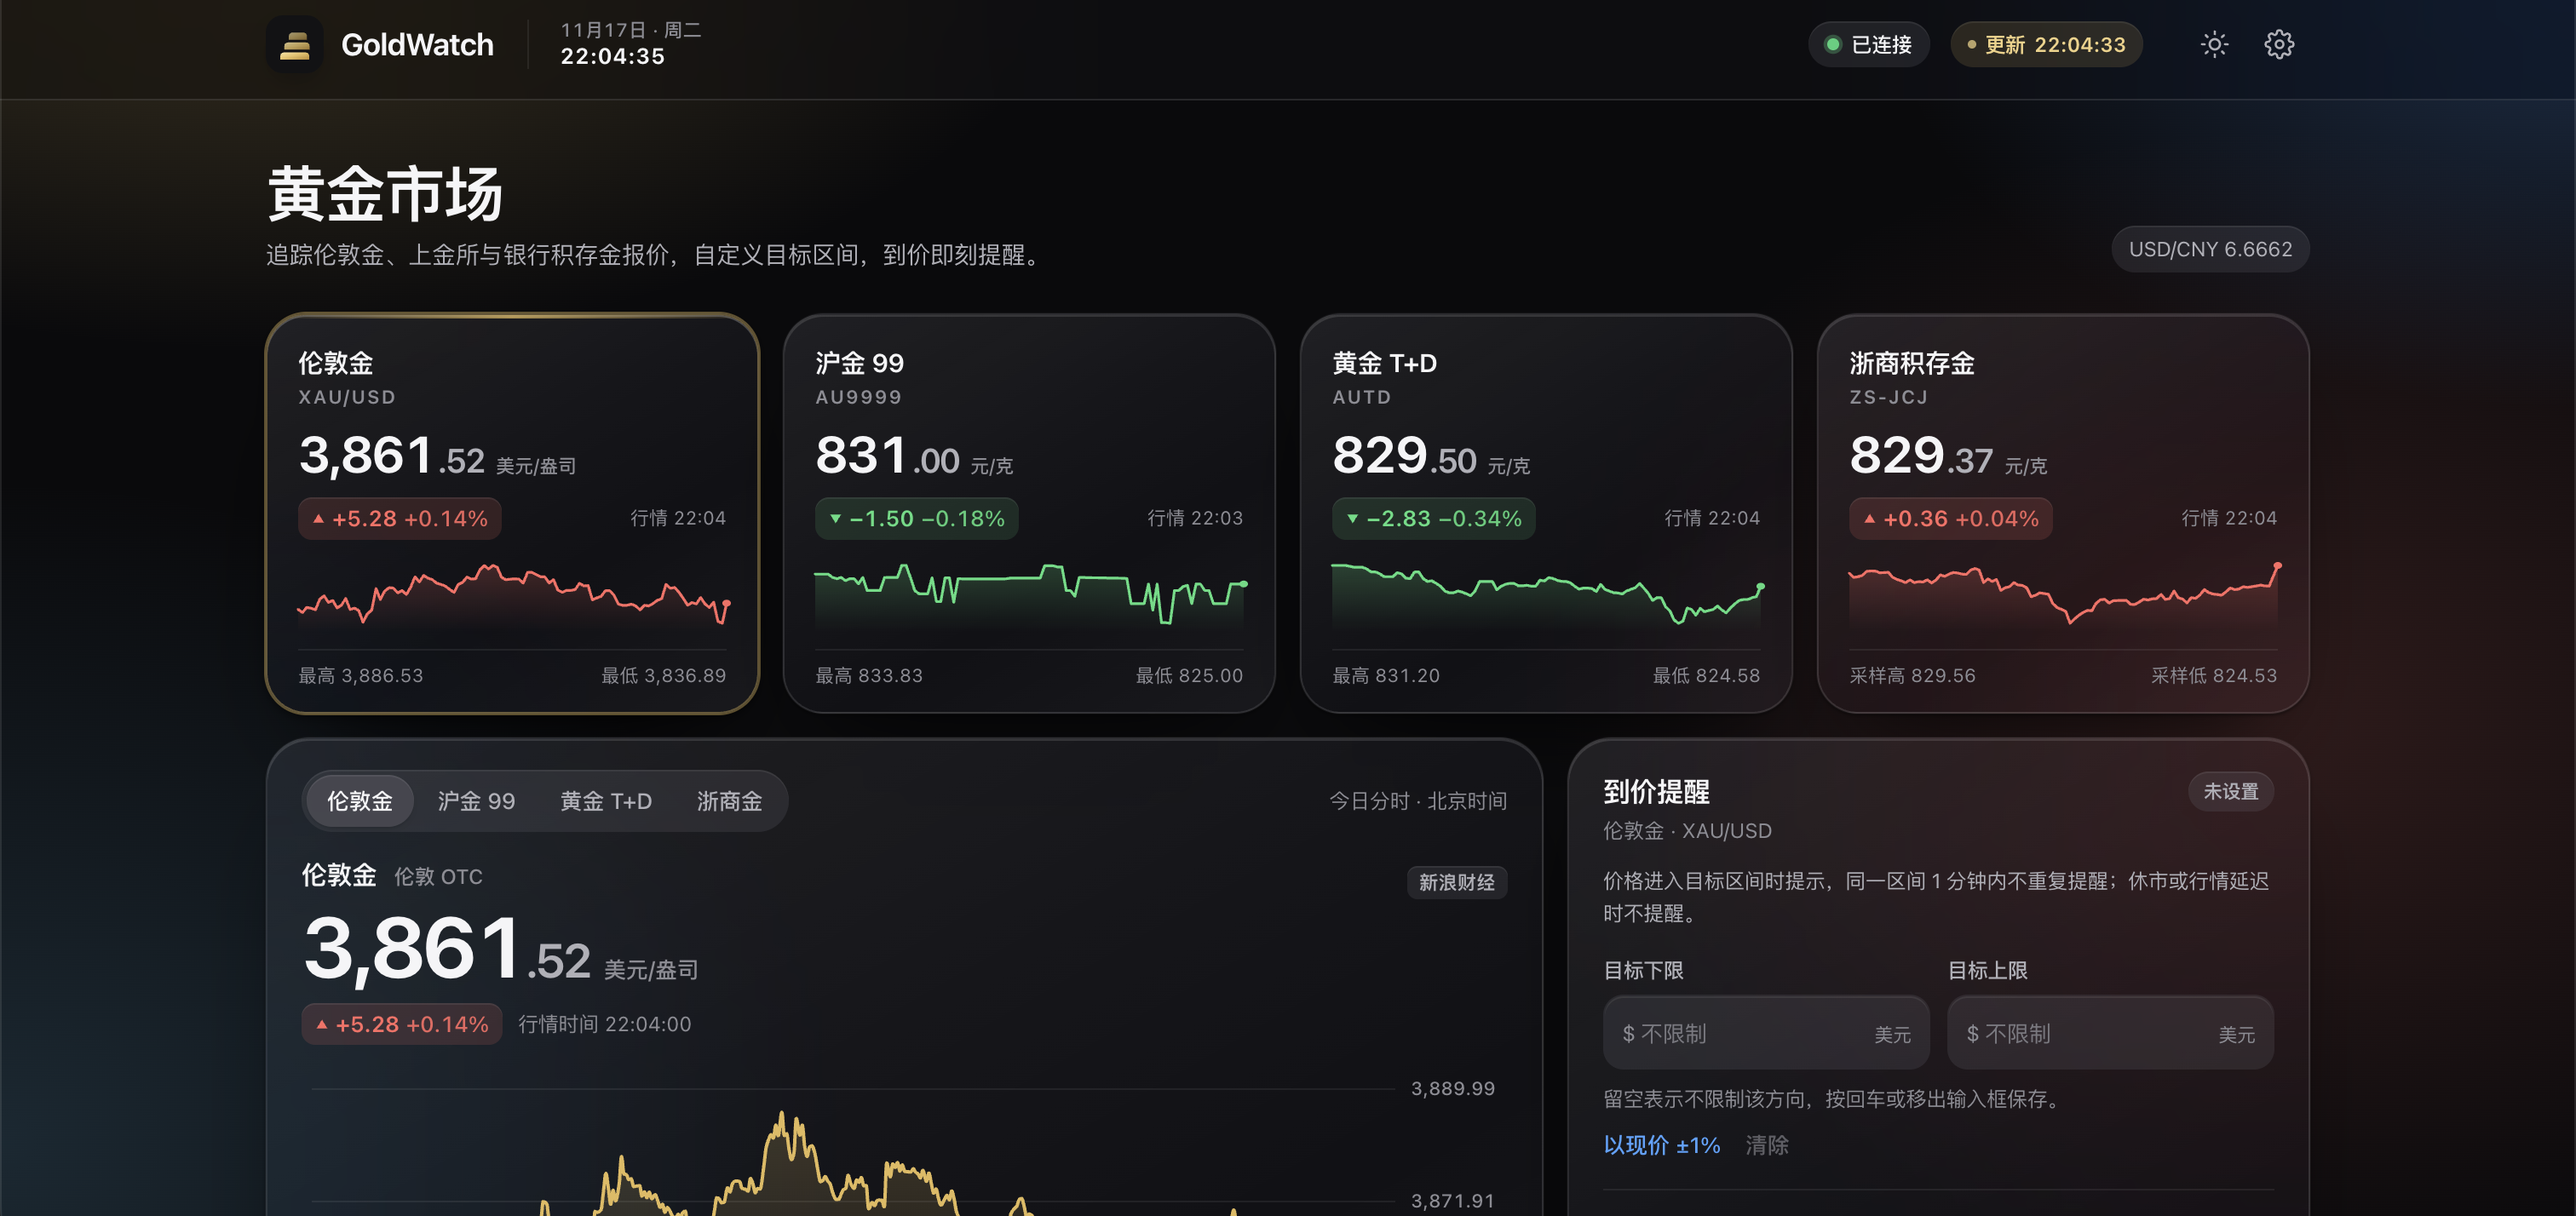 GoldWatch
11月17日 · 周二
22:04:35
已连接
更新 22:04:33
黄金市场
追踪伦敦金、上金所与银行积存金报价，自定义目标区间，到价即刻提醒。
USD/CNY 6.6662
伦敦金
XAU/USD
3,861.52 美元/盎司
▲ +5.28 +0.14%
行情 22:04
最高 3,886.53
最低 3,836.89
沪金 99
AU9999
831.00 元/克
▼ −1.50 −0.18%
行情 22:03
最高 833.83
最低 825.00
黄金 T+D
AUTD
829.50 元/克
▼ −2.83 −0.34%
行情 22:04
最高 831.20
最低 824.58
浙商积存金
ZS-JCJ
829.37 元/克
▲ +0.36 +0.04%
行情 22:04
采样高 829.56
采样低 824.53
伦敦金 沪金 99 黄金 T+D 浙商金
今日分时 · 北京时间
伦敦金 伦敦 OTC
新浪财经
3,861.52 美元/盎司
▲ +5.28 +0.14% 行情时间 22:04:00
3,889.99
3,871.91
到价提醒
未设置
伦敦金 · XAU/USD
价格进入目标区间时提示，同一区间 1 分钟内不重复提醒；休市或行情延迟
时不提醒。
目标下限
目标上限
$ 不限制 美元
$ 不限制 美元
留空表示不限制该方向，按回车或移出输入框保存。
以现价 ±1% 清除